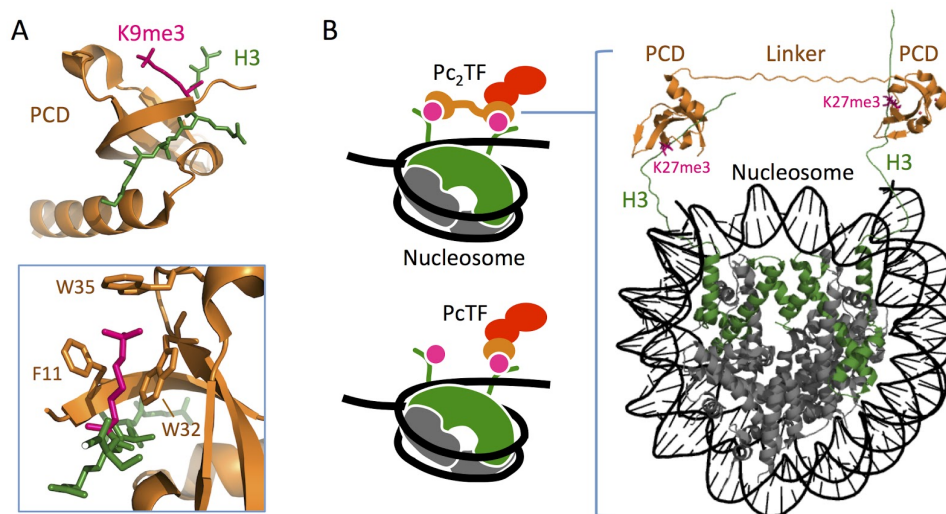 A
K9me3
H3
PCD
W35
F11
W32
B
Pc₂TF
Nucleosome
PcTF
PCD
Linker
PCD
K27me3
K27me3
H3
Nucleosome
H3